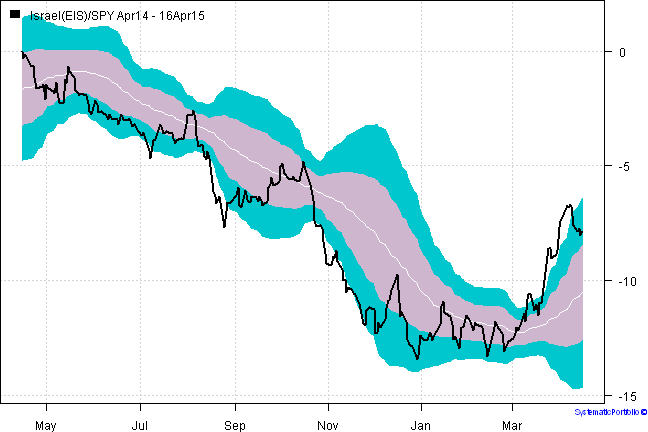 Israel(EIS)/SPY Apr14 - 16Apr15
0
-5
-10
-15
May Jul Sep Nov Jan Mar
SystematicPortfolio ©